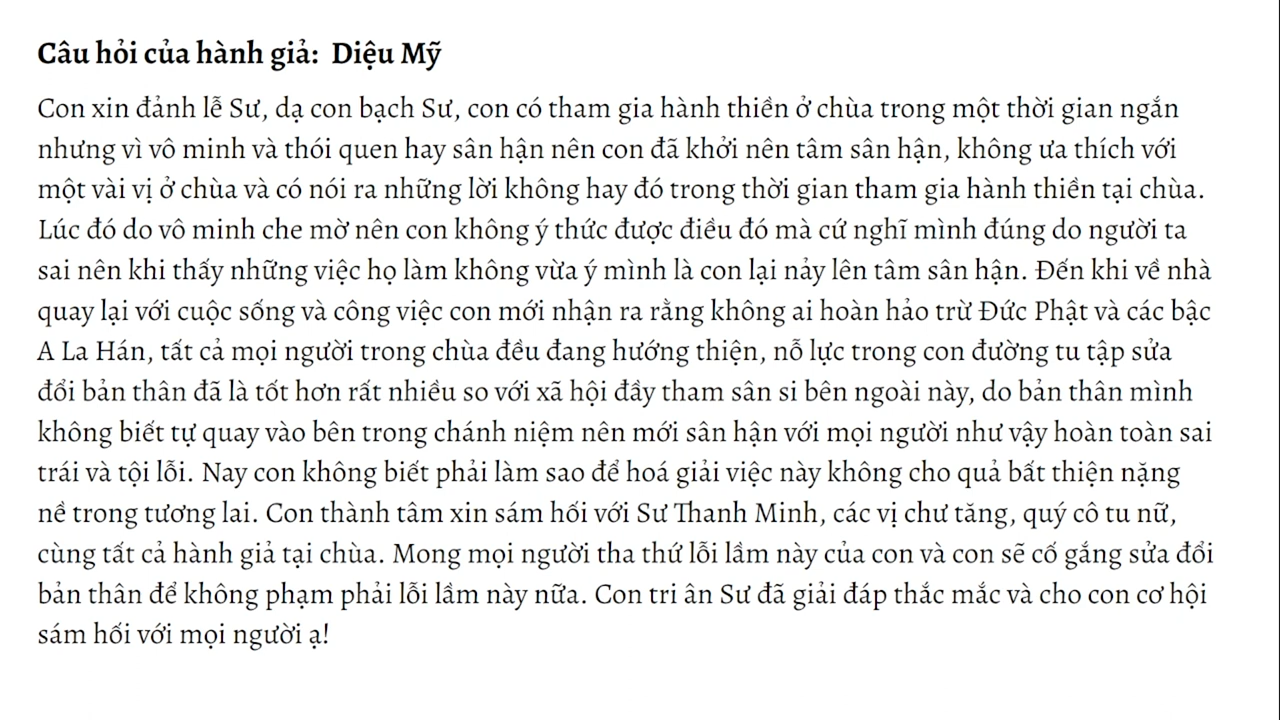 Câu hỏi của hành giả: Diệu Mỹ
Con xin đảnh lễ Sư, dạ con bạch Sư, con có tham gia hành thiền ở chùa trong một thời gian ngắn
nhưng vì vô minh và thói quen hay sân hận nên con đã khởi nên tâm sân hận, không ưa thích với
một vài vị ở chùa và có nói ra những lời không hay đó trong thời gian tham gia hành thiền tại chùa.
Lúc đó do vô minh che mờ nên con không ý thức được điều đó mà cứ nghĩ mình đúng do người ta
sai nên khi thấy những việc họ làm không vừa ý mình là con lại nảy lên tâm sân hận. Đến khi về nhà
quay lại với cuộc sống và công việc con mới nhận ra rằng không ai hoàn hảo trừ Đức Phật và các bậc
A La Hán, tất cả mọi người trong chùa đều đang hướng thiện, nỗ lực trong con đường tu tập sửa
đổi bản thân đã là tốt hơn rất nhiều so với xã hội đầy tham sân si bên ngoài này, do bản thân mình
không biết tự quay vào bên trong chánh niệm nên mới sân hận với mọi người như vậy hoàn toàn sai
trái và tội lỗi. Nay con không biết phải làm sao để hoá giải việc này không cho quả bất thiện nặng
nề trong tương lai. Con thành tâm xin sám hối với Sư Thanh Minh, các vị chư tăng, quý cô tu nữ,
cùng tất cả hành giả tại chùa. Mong mọi người tha thứ lỗi lầm này của con và con sẽ cố gắng sửa đổi
bản thân để không phạm phải lỗi lầm này nữa. Con tri ân Sư đã giải đáp thắc mắc và cho con cơ hội
sám hối với mọi người ạ!